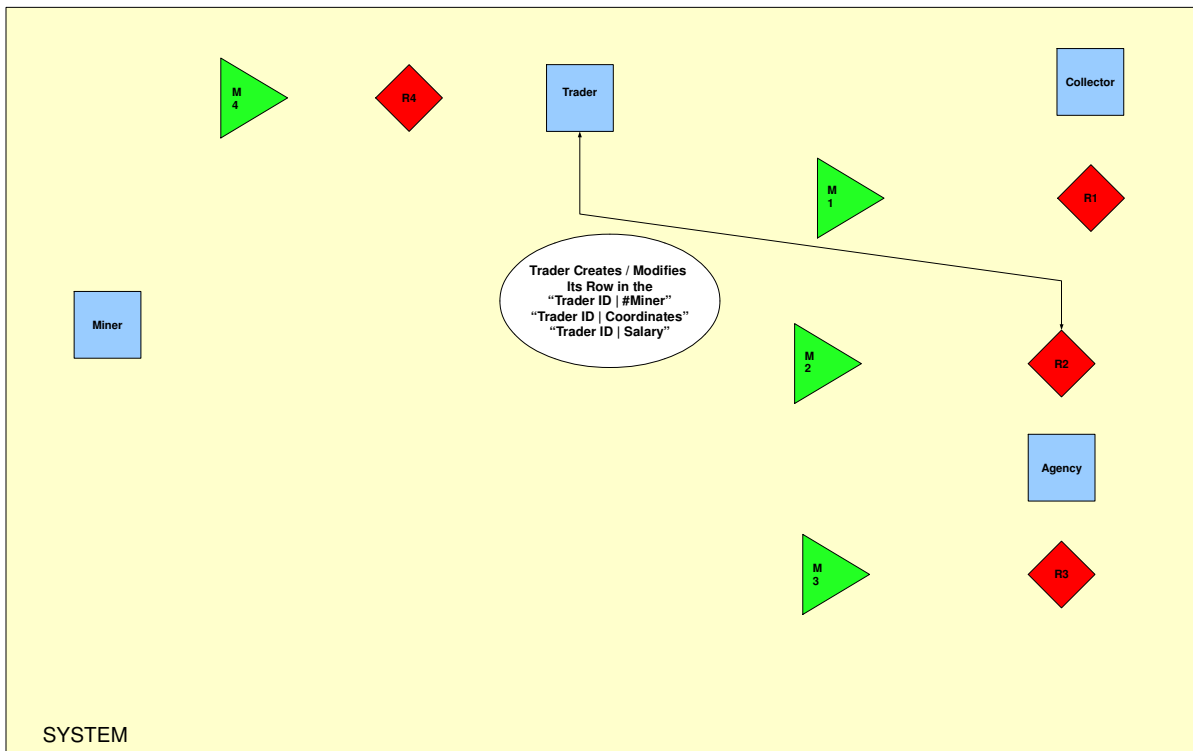 M
4
R4
Trader
Collector
M
1
R1
Trader Creates / Modifies
Its Row in the
“Trader ID | #Miner”
“Trader ID | Coordinates”
“Trader ID | Salary”
Miner
M
2
R2
Agency
M
3
R3
SYSTEM